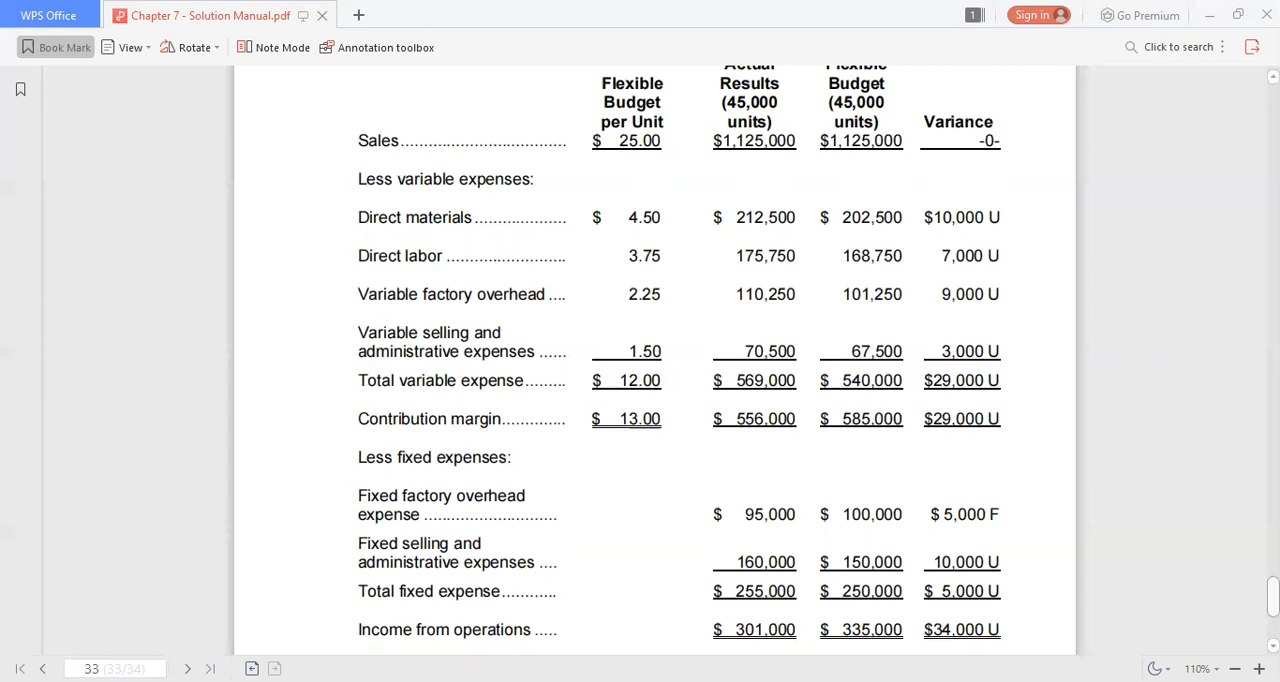 WPS Office
Chapter 7 - Solution Manual.pdf
1
Sign in
Go Premium
Book Mark
View
Rotate
Note Mode
Annotation toolbox
Click to search
Actual Flexible
Flexible Results Budget
Budget (45,000 (45,000
per Unit units) units) Variance
Sales.................................... $ 25.00 $1,125,000 $1,125,000 -0-
Less variable expenses:
Direct materials .................... $ 4.50 $ 212,500 $ 202,500 $10,000 U
Direct labor .......................... 3.75 175,750 168,750 7,000 U
Variable factory overhead .... 2.25 110,250 101,250 9,000 U
Variable selling and
administrative expenses ...... 1.50 70,500 67,500 3,000 U
Total variable expense......... $ 12.00 $ 569,000 $ 540,000 $29,000 U
Contribution margin.............. $ 13.00 $ 556,000 $ 585,000 $29,000 U
Less fixed expenses:
Fixed factory overhead
expense ............................. $ 95,000 $ 100,000 $ 5,000 F
Fixed selling and
administrative expenses .... 160,000 $ 150,000 10,000 U
Total fixed expense............ $ 255,000 $ 250,000 $ 5,000 U
Income from operations ..... $ 301,000 $ 335,000 $34,000 U
33 (33/34)
110%